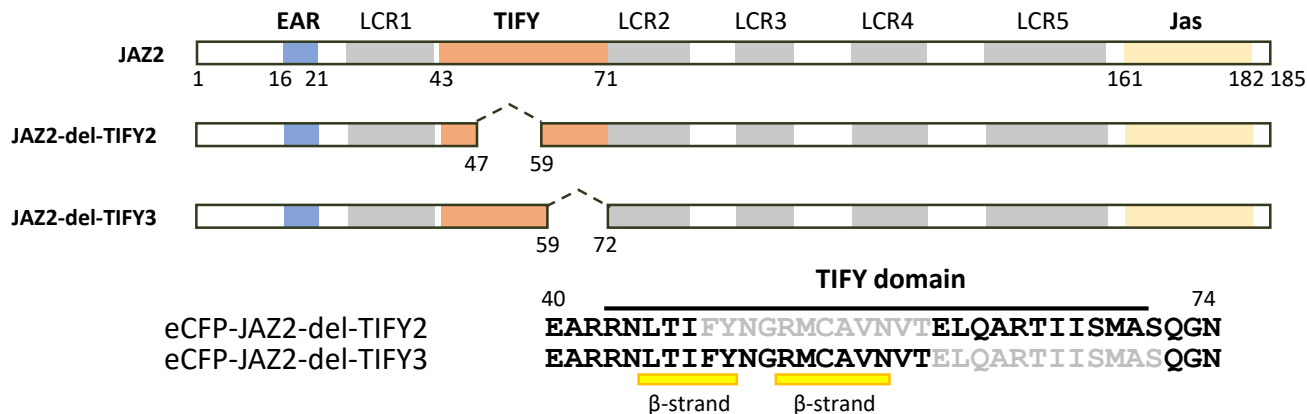 EAR LCR1 TIFY LCR2 LCR3 LCR4 LCR5 Jas
JAZ2
1 16 21 43 71 161 182 185
JAZ2-del-TIFY2
47 59
JAZ2-del-TIFY3
59 72
TIFY domain
40 74
eCFP-JAZ2-del-TIFY2 EARRNLTIFYNGRMCAVNVTELQARTIISMASQGN
eCFP-JAZ2-del-TIFY3 EARRNLTIFYNGRMCAVNVTELQARTIISMASQGN
β-strand β-strand